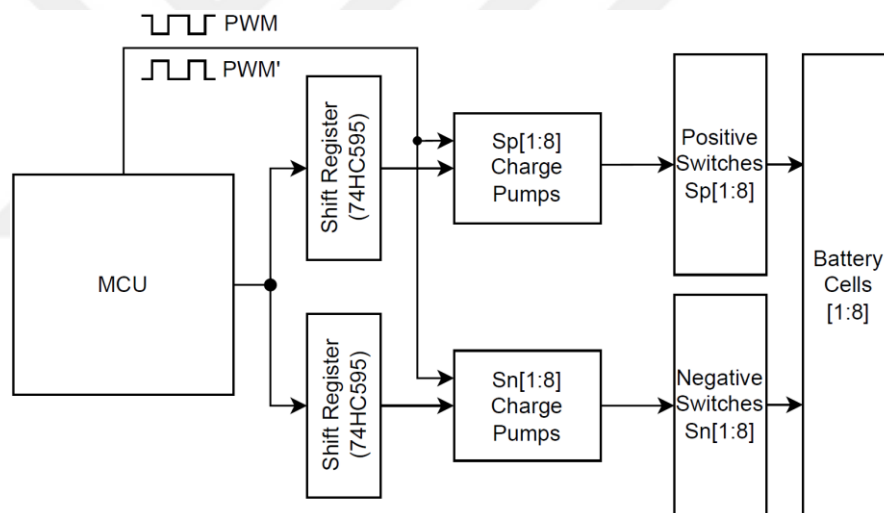 PWM
PWM'
MCU
Shift Register
(74HC595)
Sp[1:8]
Charge
Pumps
Positive
Switches
Sp[1:8]
Battery
Cells
[1:8]
Shift Register
(74HC595)
Sn[1:8]
Charge
Pumps
Negative
Switches
Sn[1:8]